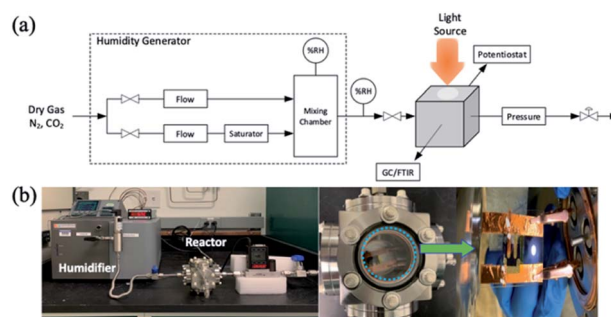 (a)
Humidity Generator
Light
Source
%RH
Potentiostat
%RH
Dry Gas
N2, CO2
Flow
Mixing
Chamber
Flow
Saturator
Pressure
GC/FTIR
(b)
Reactor
Humidifier